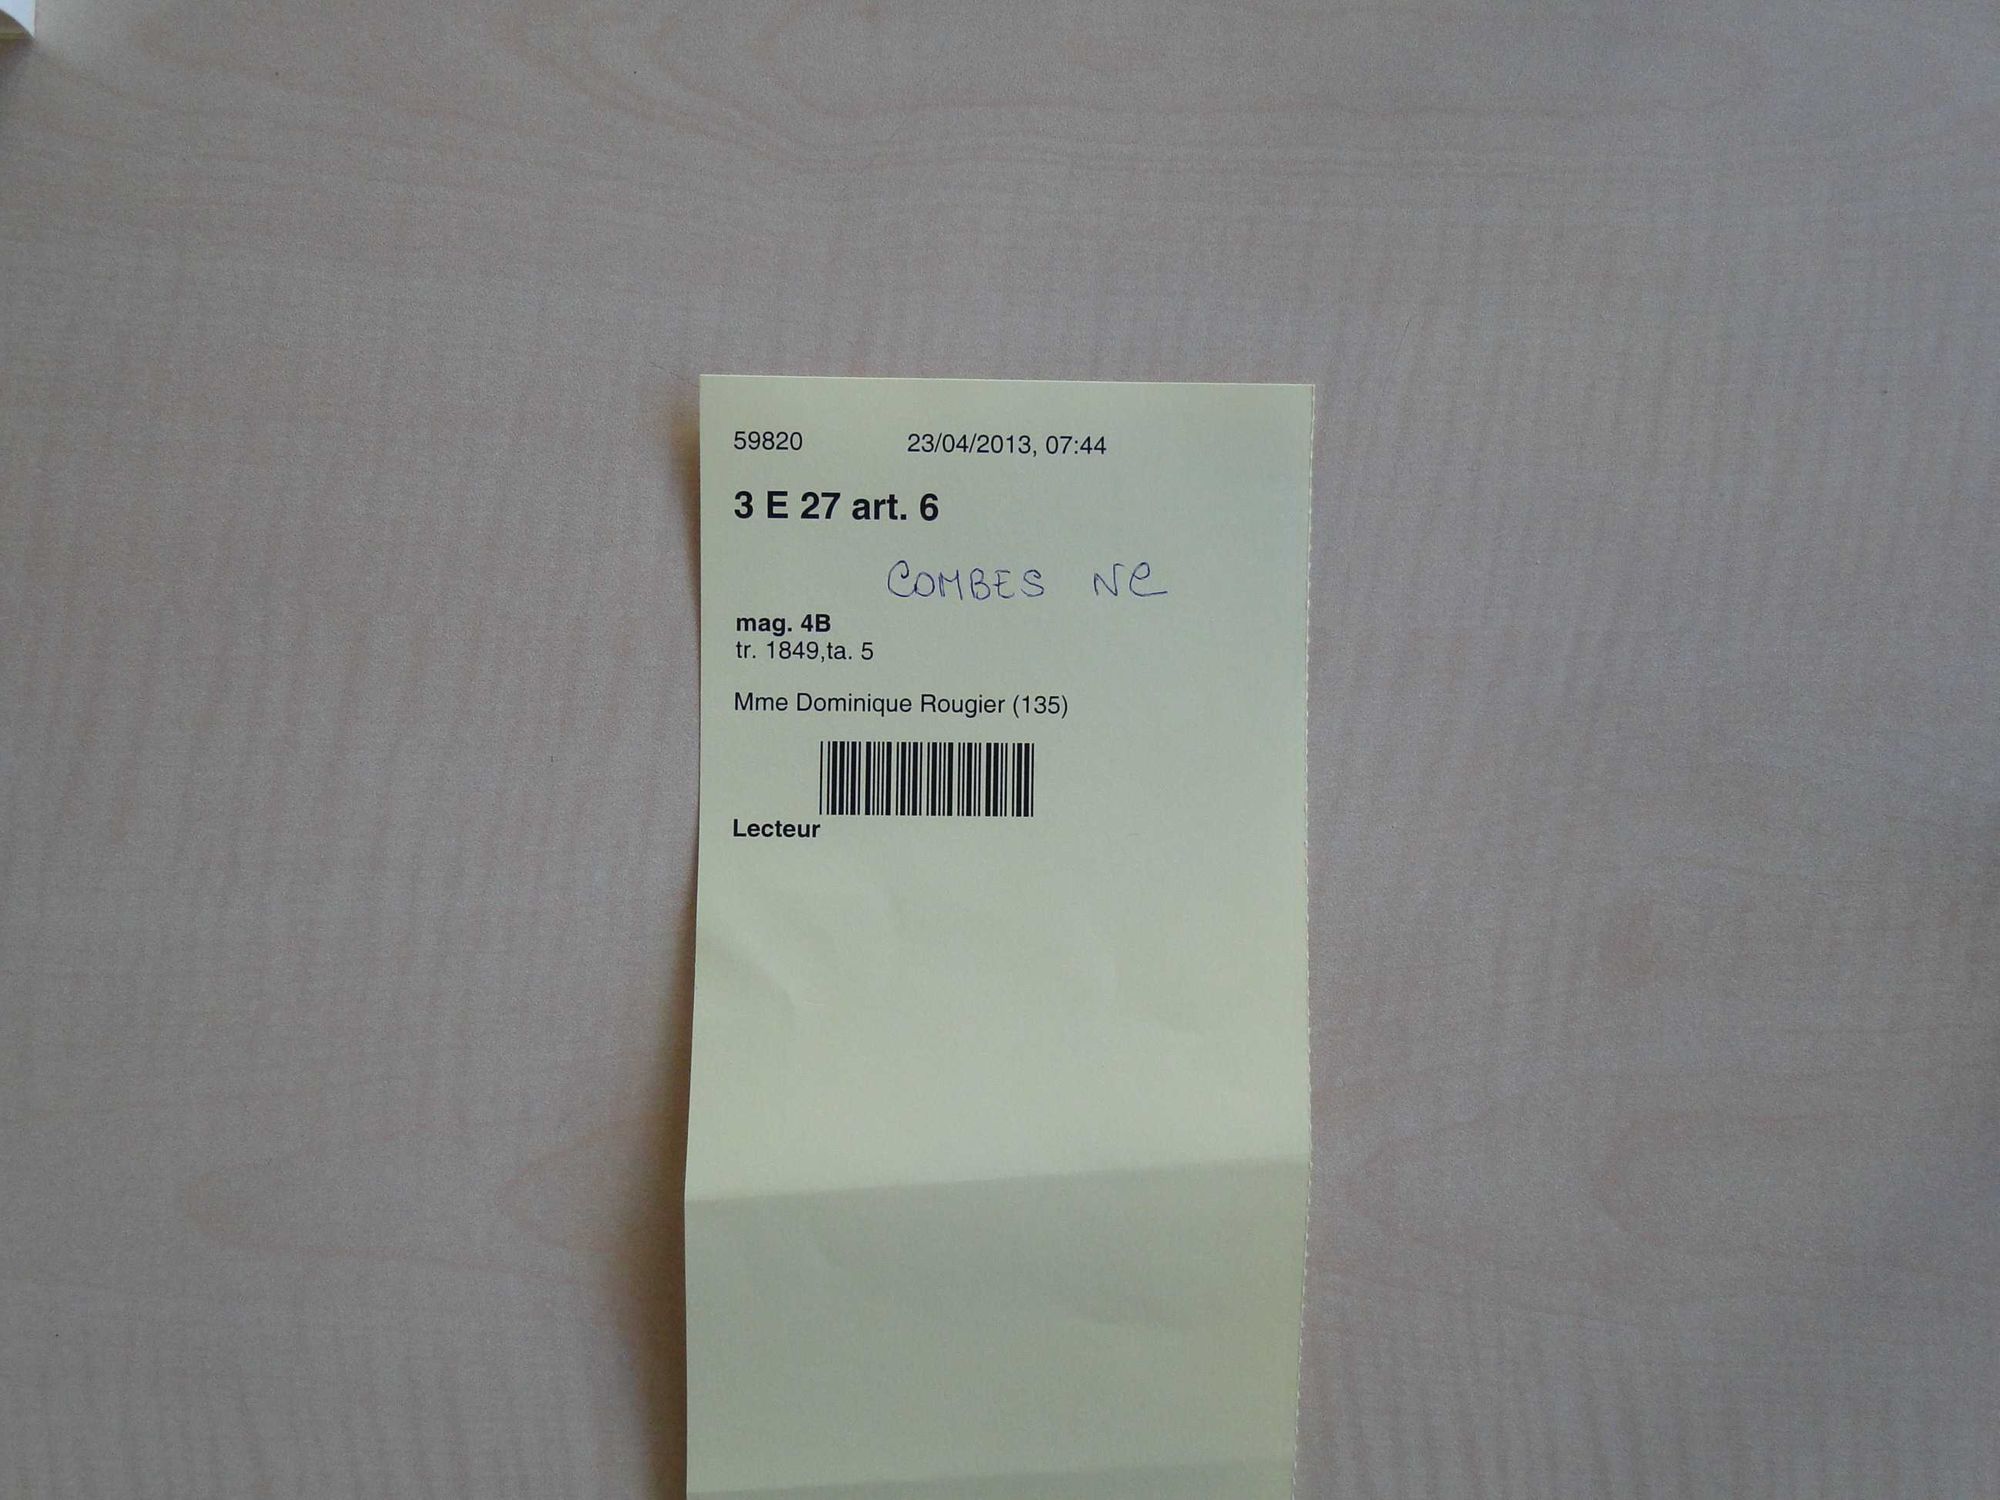 59820 23/04/2013, 07:44
3 E 27 art. 6
COMBES NC
mag. 4B
tr. 1849,ta. 5
Mme Dominique Rougier (135)
Lecteur